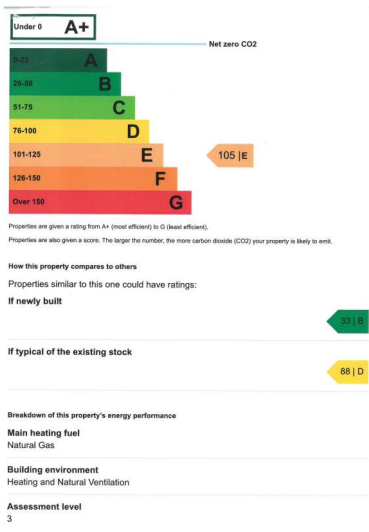 Under 0 A+
Net zero CO2
0-25 A
26-50 B
51-75 C
76-100 D
101-125 E
105 |E
126-150 F
Over 150 G
Properties are given a rating from A+ (most efficient) to G (least efficient).
Properties are also given a score. The larger the number, the more carbon dioxide (CO2) your property is likely to emit.
How this property compares to others
Properties similar to this one could have ratings:
If newly built
33 | B
If typical of the existing stock
88 | D
Breakdown of this property's energy performance
Main heating fuel
Natural Gas
Building environment
Heating and Natural Ventilation
Assessment level
3